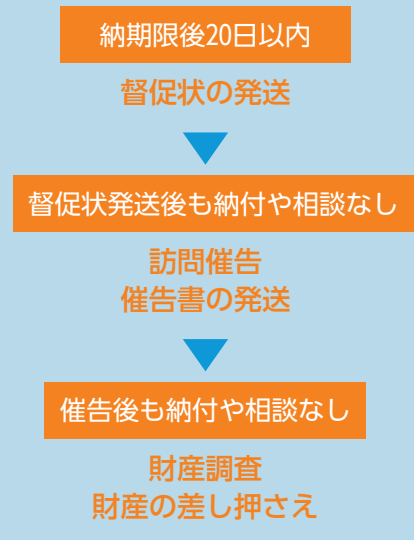 納期限後20日以内
督促状の発送
督促状発送後も納付や相談なし
訪問催告
催告書の発送
催告後も納付や相談なし
財産調査
財産の差し押さえ